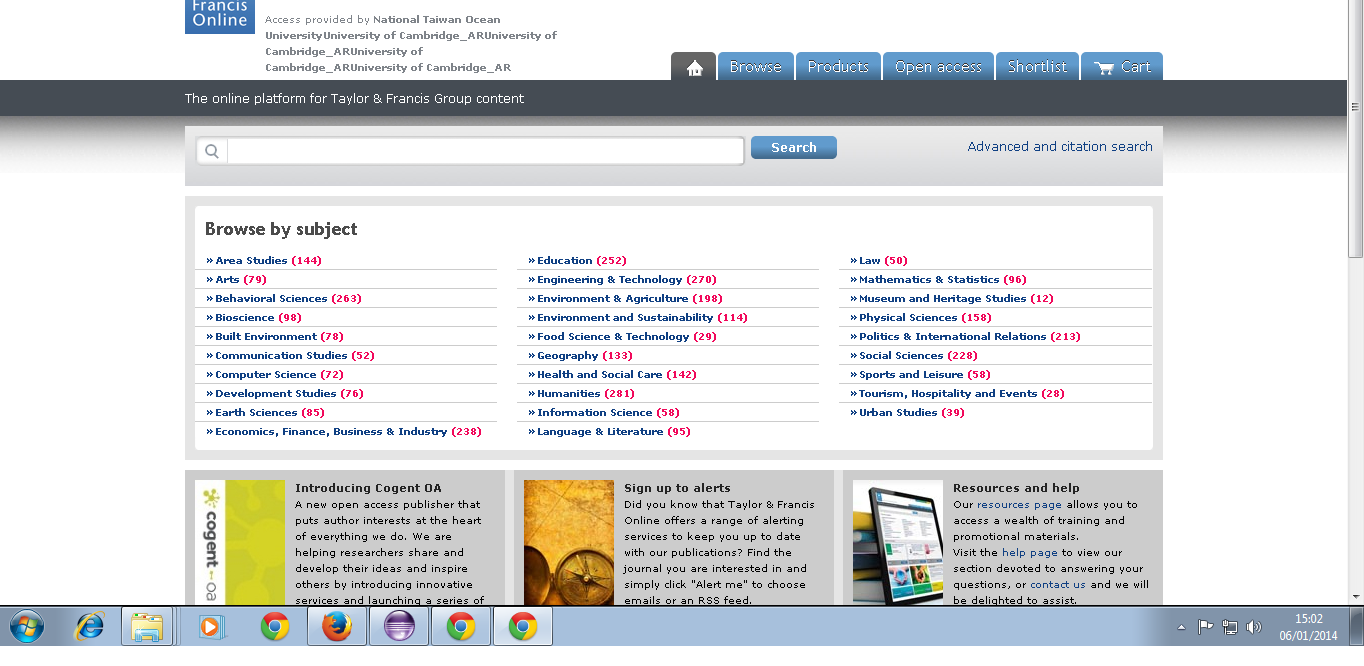 Francis
Online
Access provided by National Taiwan Ocean
UniversityUniversity of Cambridge_ARUniversity of
Cambridge_ARUniversity of
Cambridge_ARUniversity of Cambridge_AR
Browse Products Open access Shortlist Cart
The online platform for Taylor & Francis Group content
Search
Advanced and citation search
Browse by subject
» Area Studies (144)
» Arts (79)
» Behavioral Sciences (263)
» Bioscience (98)
» Built Environment (78)
» Communication Studies (52)
» Computer Science (72)
» Development Studies (76)
» Earth Sciences (85)
» Economics, Finance, Business & Industry (238)
» Education (252)
» Engineering & Technology (270)
» Environment & Agriculture (198)
» Environment and Sustainability (114)
» Food Science & Technology (29)
» Geography (133)
» Health and Social Care (142)
» Humanities (281)
» Information Science (58)
» Language & Literature (95)
» Law (50)
» Mathematics & Statistics (96)
» Museum and Heritage Studies (12)
» Physical Sciences (158)
» Politics & International Relations (213)
» Social Sciences (228)
» Sports and Leisure (58)
» Tourism, Hospitality and Events (28)
» Urban Studies (39)
cogent oa
Introducing Cogent OA
A new open access publisher that
puts author interests at the heart
of everything we do. We are
helping researchers share and
develop their ideas and inspire
others by introducing innovative
services and launching a series of
Sign up to alerts
Did you know that Taylor & Francis
Online offers a range of alerting
services to keep you up to date
with our publications? Find the
journal you are interested in and
simply click "Alert me" to choose
emails or an RSS feed.
Resources and help
Our resources page allows you to
access a wealth of training and
promotional materials.
Visit the help page to view our
section devoted to answering your
questions, or contact us and we will
be delighted to assist.
15:02
06/01/2014